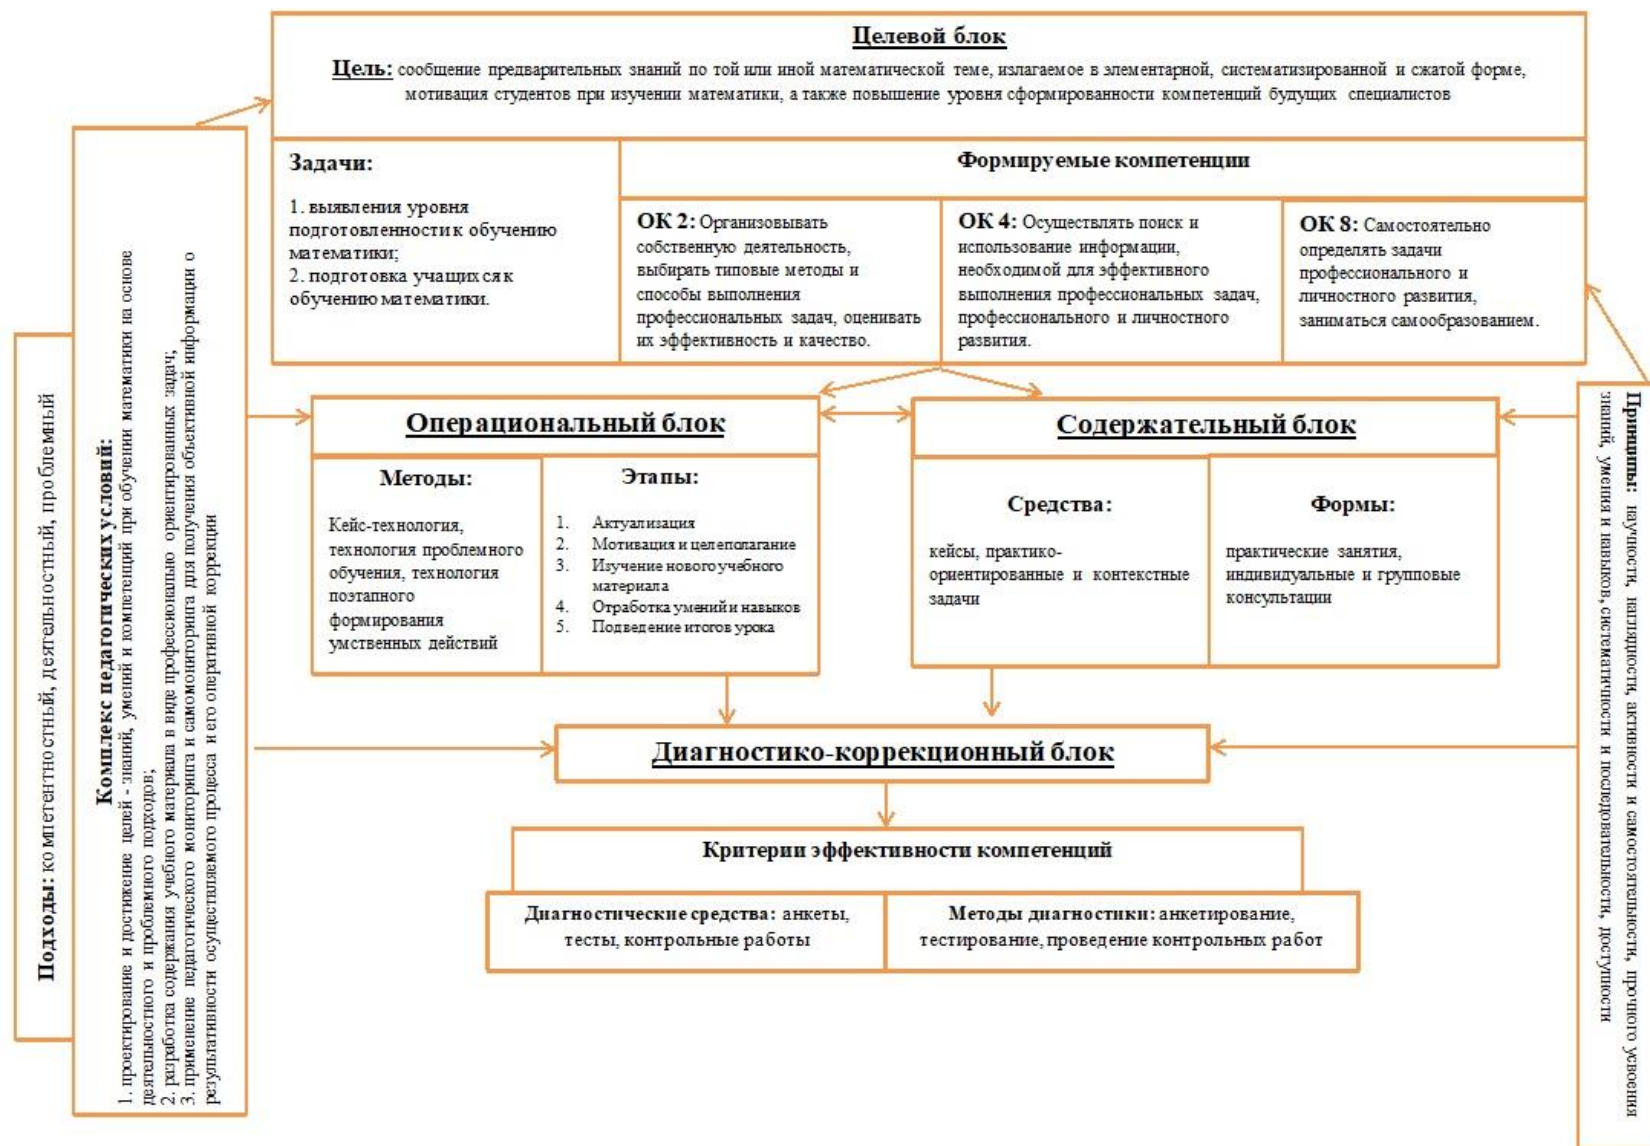 Целевой блок
Цель: сообщение предварительных знаний по той или иной математической теме, излагаемое в элементарной, систематизированной и сжатой форме,
мотивация студентов при изучении математики, а также повышение уровня сформированности компетенций будущих специалистов
Задачи:
1. выявления уровня
подготовленности к обучению
математики;
2. подготовка учащихся к
обучению математики.
Формируемые компетенции
ОК 2: Организовывать
собственную деятельность,
выбирать типовые методы и
способы выполнения
профессиональных задач, оценивать
их эффективность и качество.
ОК 4: Осуществлять поиск и
использование информации,
необходимой для эффективного
выполнения профессиональных задач,
профессионального и личностного
развития.
ОК 8: Самостоятельно
определять задачи
профессионального и
личностного развития,
заниматься самообразованием.
Подходы: компетентностный, деятельностный, проблемный
Комплекс педагогических условий:
1. проектирование и достижение целей - знаний, умений и компетенций при обучении математики на основе
деятельностного и проблемного подходов;
2. разработка содержания учебного материала в виде профессионально ориентированных задач;
3. применение педагогического мониторинга и самомониторинга для получения объективной информации о
результативности осуществляемого процесса и его оперативной коррекции
Операциональный блок
Методы:
Кейс-технология,
технология проблемного
обучения, технология
поэтапного
формирования
умственных действий
Этапы:
1. Актуализация
2. Мотивация и целеполагание
3. Изучение нового учебного
материала
4. Отработка умений и навыков
5. Подведение итогов урока
Содержательный блок
Средства:
кейсы, практико-
ориентированные и контекстные
задачи
Формы:
практические занятия,
индивидуальные и групповые
консультации
Принципы: научности, наглядности, активности и самостоятельности, прочного усвоения
знаний, умения и навыков, систематичности и последовательности, доступности
Диагностико-коррекционный блок
Критерии эффективности компетенций
Диагностические средства: анкеты,
тесты, контрольные работы
Методы диагностики: анкетирование,
тестирование, проведение контрольных работ